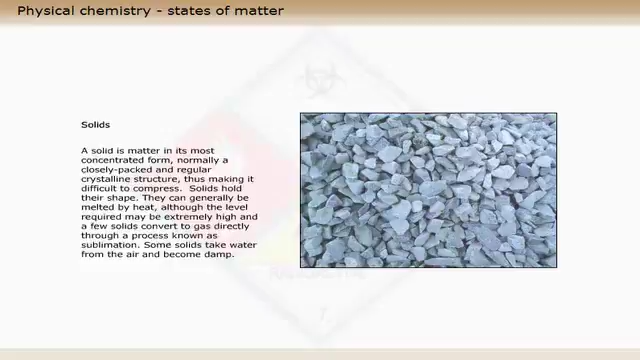 Physical chemistry - states of matter
Solids
A solid is matter in its most
concentrated form, normally a
closely-packed and regular
crystalline structure, thus making it
difficult to compress.  Solids hold
their shape. They can generally be
melted by heat, although the level
required may be extremely high and
a few solids convert to gas directly
through a process known as
sublimation. Some solids take water
from the air and become damp.